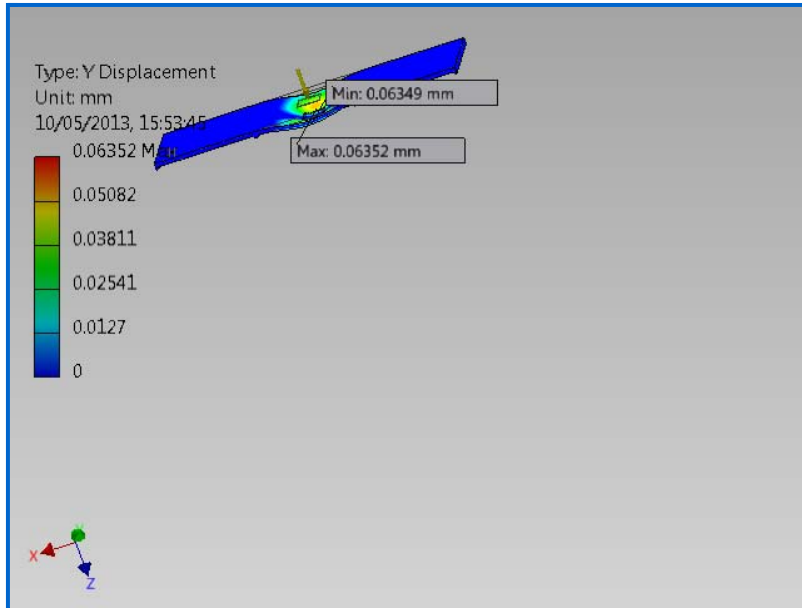 Type: Y Displacement
Unit: mm
10/05/2013, 15:53:45
0.06352 Max
0.05082
0.03811
0.02541
0.0127
0
Min: 0.06349 mm
Max: 0.06352 mm
Y
X
Z